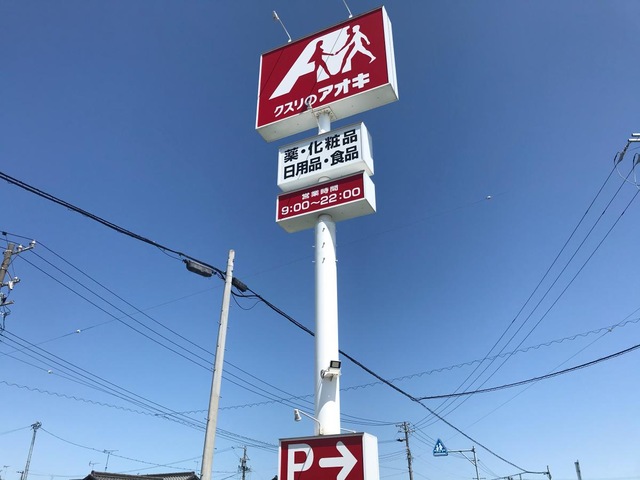 クスリのアオキ
薬・化粧品
日用品・食品
営業時間
9:00～22:00
P